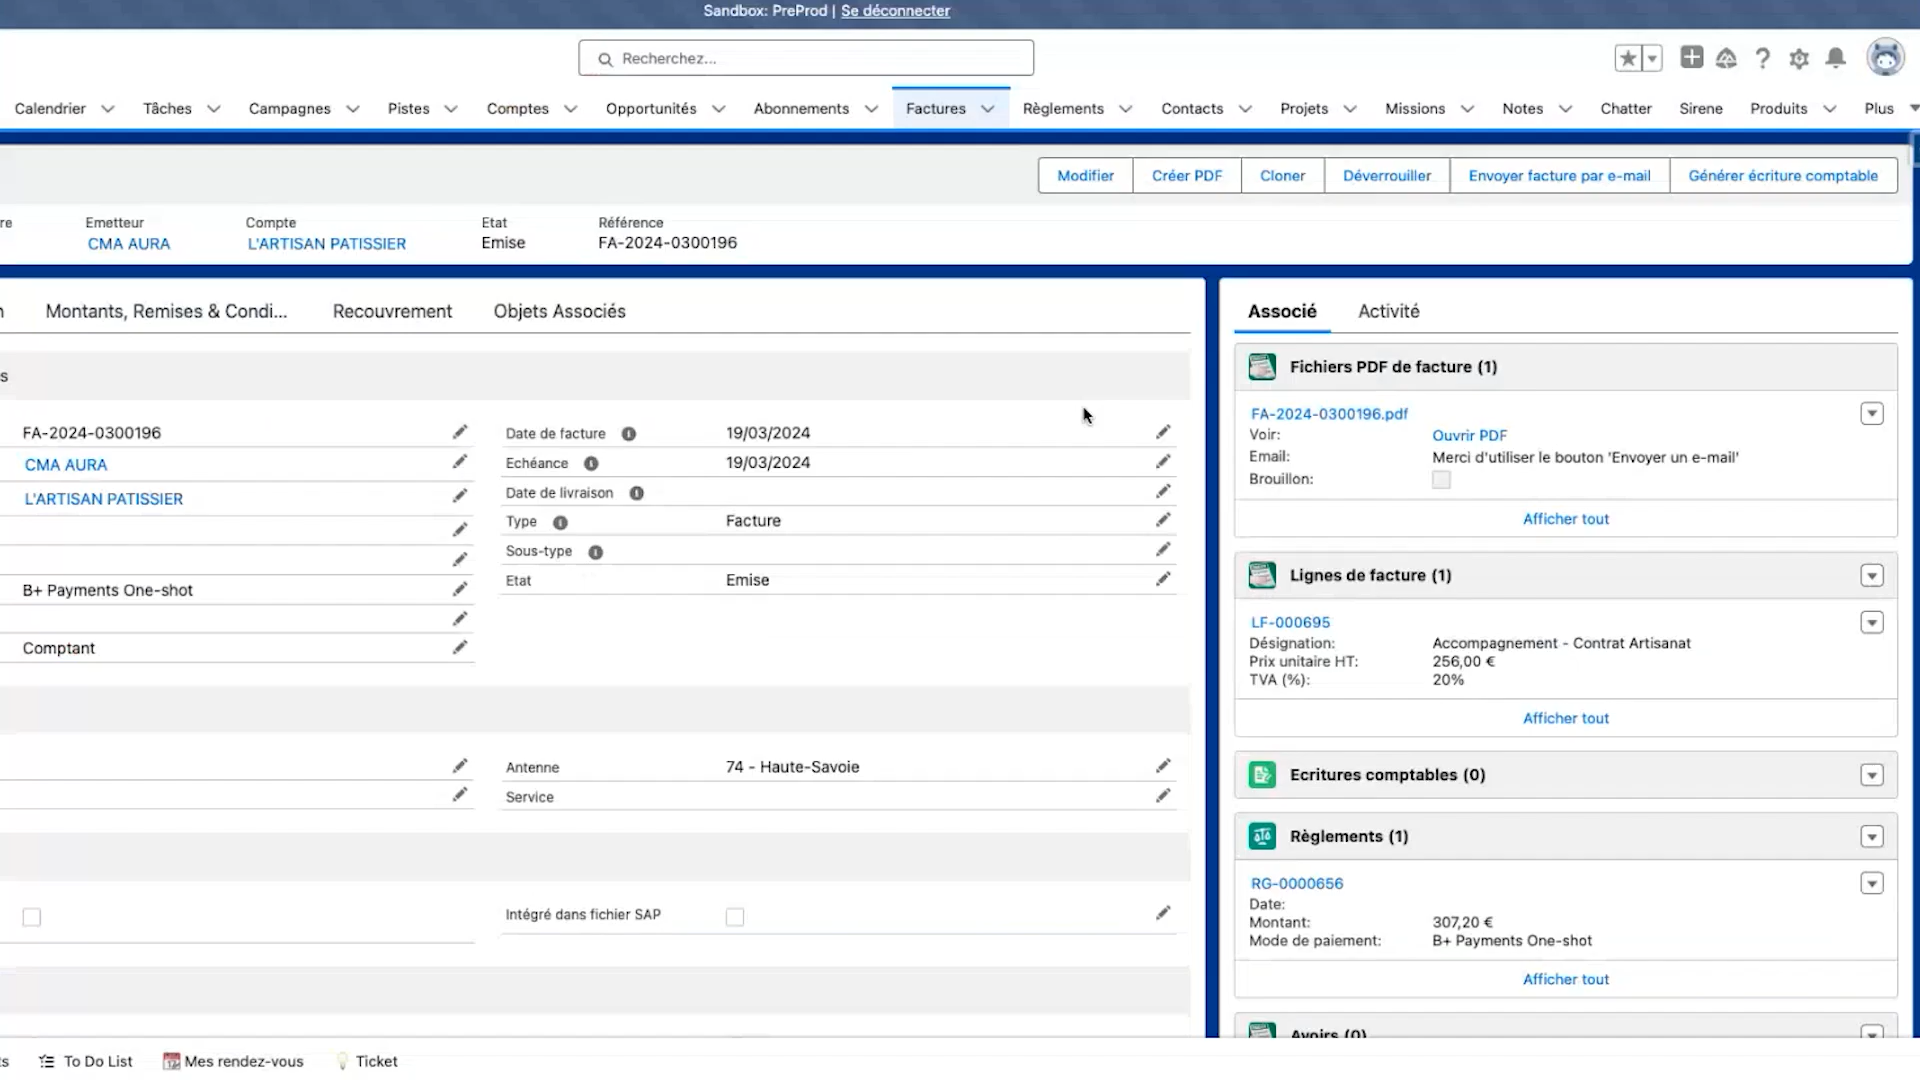 Sandbox: PreProd | Se déconnecter
Recherchez...
Calendrier Tâches Campagnes Pistes Comptes Opportunités Abonnements Factures Règlements Contacts Projets Missions Notes Chatter Sirene Produits Plus
Modifier Créer PDF Cloner Déverrouiller Envoyer facture par e-mail Générer écriture comptable
re Emetteur Compte Etat Référence
CMA AURA L'ARTISAN PATISSIER Emise FA-2024-0300196
n Montants, Remises & Condi... Recouvrement Objets Associés
s
FA-2024-0300196
CMA AURA
L'ARTISAN PATISSIER
B+ Payments One-shot
Comptant
Date de facture 19/03/2024
Echéance 19/03/2024
Date de livraison
Type Facture
Sous-type
Etat Emise
Antenne 74 - Haute-Savoie
Service
Intégré dans fichier SAP
Associé Activité
Fichiers PDF de facture (1)
FA-2024-0300196.pdf
Voir: Ouvrir PDF
Email: Merci d'utiliser le bouton 'Envoyer un e-mail'
Brouillon:
Afficher tout
Lignes de facture (1)
LF-000695
Désignation: Accompagnement - Contrat Artisanat
Prix unitaire HT: 256,00 €
TVA (%): 20%
Afficher tout
Ecritures comptables (0)
Règlements (1)
RG-0000656
Date:
Montant: 307,20 €
Mode de paiement: B+ Payments One-shot
Afficher tout
Avoirs (0)
ts To Do List Mes rendez-vous Ticket